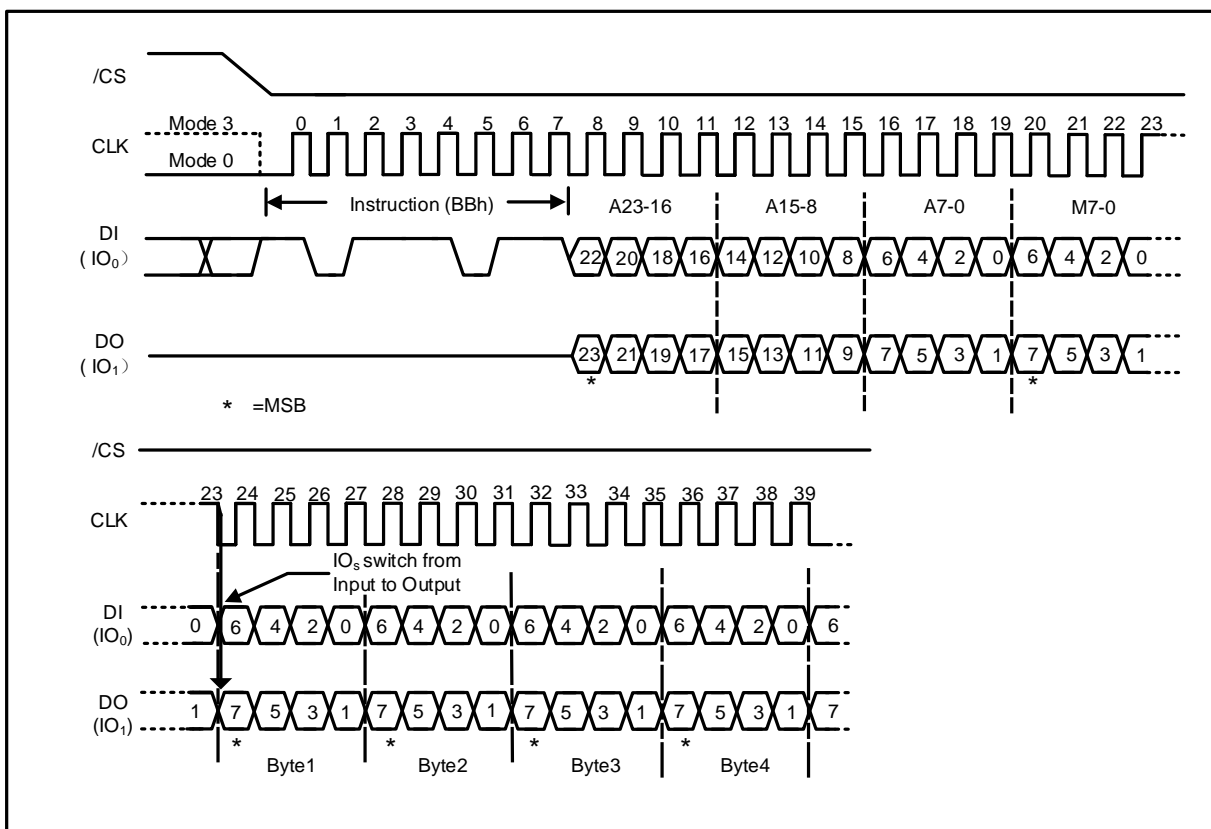 /CS
Mode 3
CLK
Mode 0
0 1 2 3 4 5 6 7 8 9 10 11 12 13 14 15 16 17 18 19 20 21 22 23
Instruction (BBh) A23-16 A15-8 A7-0 M7-0
DI
( IO₀）
22 20 18 16 14 12 10 8 6 4 2 0 6 4 2 0
DO
( IO₁）
23 21 19 17 15 13 11 9 7 5 3 1 7 5 3 1
* *
* =MSB
/CS
23 24 25 26 27 28 29 30 31 32 33 34 35 36 37 38 39
CLK
IOₛ switch from
Input to Output
DI
(IO₀)
0 6 4 2 0 6 4 2 0 6 4 2 0 6 4 2 0 6
DO
(IO₁)
1 7 5 3 1 7 5 3 1 7 5 3 1 7 5 3 1 7
* * * *
Byte1 Byte2 Byte3 Byte4